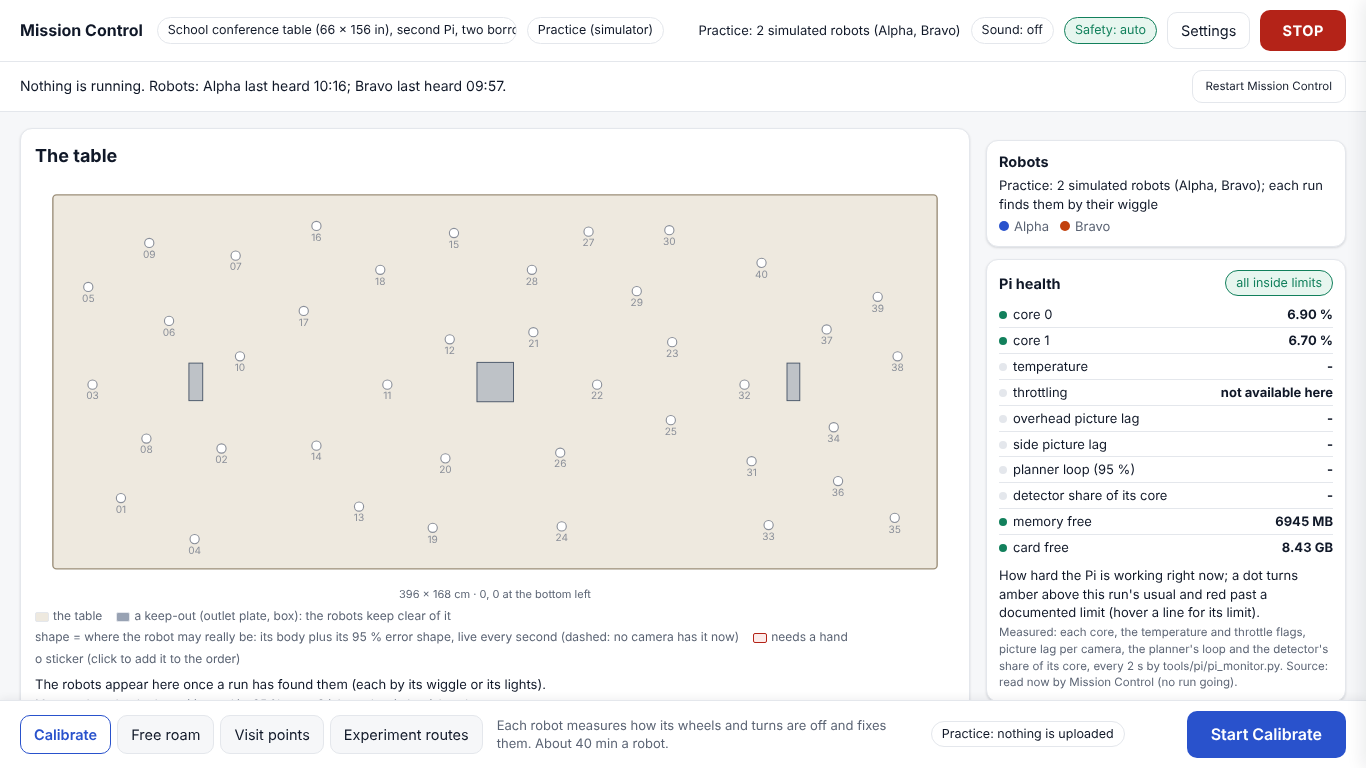 Mission Control
School conference table (66 × 156 in), second Pi, two
Practice (simulator)
Practice: 2 simulated robots (Alpha, Bravo)
Sound: off
Safety: auto
Settings
STOP
Nothing is running. Robots: Alpha last heard 10:16; Bravo last heard 09:57.
Restart Mission Control
The table
16
15
27
30
09
07
40
18
28
05
29
39
17
06
37
21
12
23
10
38
03
11
22
32
25
34
08
14
02
20
26
31
36
01
13
35
19
24
33
04
396 × 168 cm · 0, 0 at the bottom left
the table
a keep-out (outlet plate, box): the robots keep clear of it
shape = where the robot may really be: its body plus its 95 % error shape, live every second (dashed: no camera has it now)
needs a hand
o sticker (click to add it to the order)
The robots appear here once a run has found them (each by its wiggle or its lights).
Robots
Practice: 2 simulated robots (Alpha, Bravo); each run
finds them by their wiggle
Alpha
Bravo
Pi health
all inside limits
core 0 6.90 %
core 1 6.70 %
temperature -
throttling not available here
overhead picture lag -
side picture lag -
planner loop (95 %) -
detector share of its core -
memory free 6945 MB
card free 8.43 GB
How hard the Pi is working right now; a dot turns
amber above this run's usual and red past a
documented limit (hover a line for its limit).
Measured: each core, the temperature and throttle flags,
picture lag per camera, the planner's loop and the detector's
share of its core, every 2 s by tools/pi/pi_monitor.py. Source:
read now by Mission Control (no run going).
Calibrate
Free roam
Visit points
Experiment routes
Each robot measures how its wheels and turns are off and fixes
them. About 40 min a robot.
Practice: nothing is uploaded
Start Calibrate